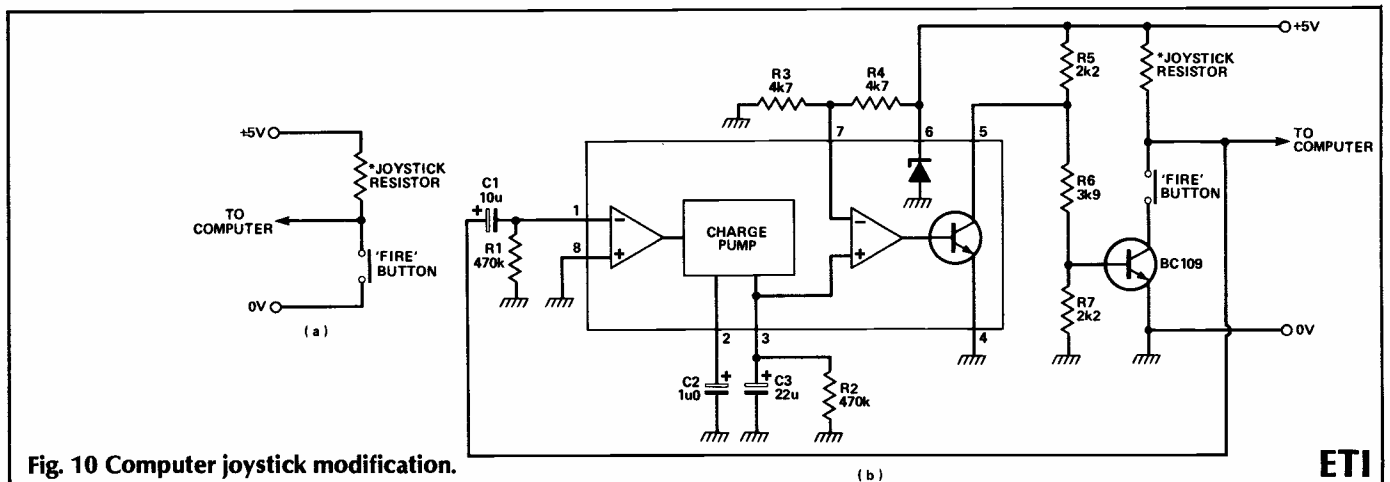 +5V
*JOYSTICK
RESISTOR
TO
COMPUTER
'FIRE'
BUTTON
0V
(a)
C1
10u
+
R1
470k
1
8
-
+
CHARGE
PUMP
2
3
C2
1u0
+
C3
22u
+
R2
470k
R3
4k7
R4
4k7
7
6
5
-
+
4
R5
2k2
R6
3k9
R7
2k2
*JOYSTICK
RESISTOR
+5V
TO
COMPUTER
'FIRE'
BUTTON
BC109
0V
(b)
Fig. 10 Computer joystick modification.
ETI